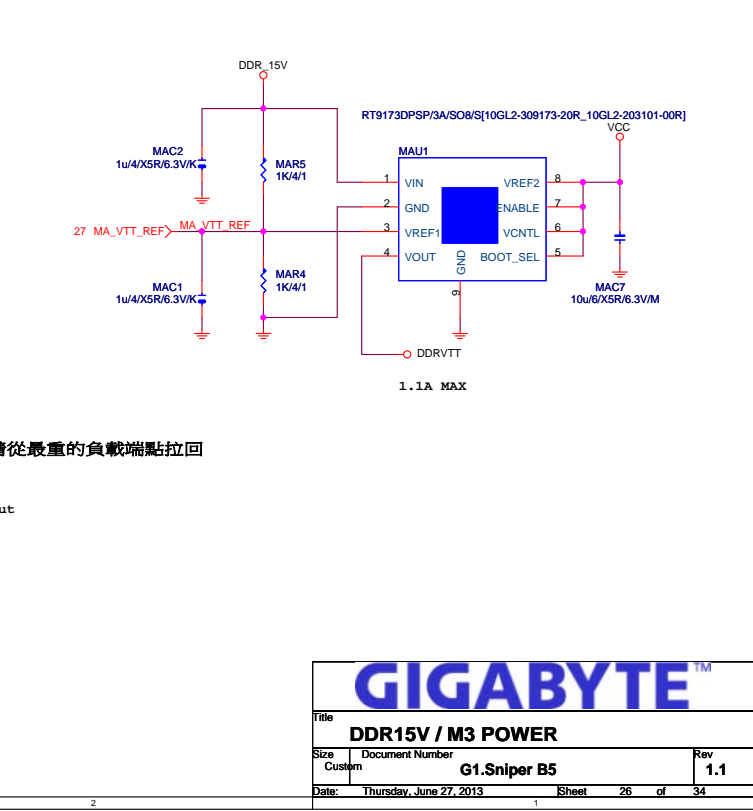 DDR_15V
RT9173DPSP/3A/SO8/S[10GL2-309173-20R_10GL2-203101-00R]
VCC
MAC2
1u/4/X5R/6.3V/K
MAR5
1K/4/1
MAU1
1 VIN VREF2 8
2 GND ENABLE 7
27 MA_VTT_REF MA_VTT_REF
3 VREF1 VCNTL 6
4 VOUT BOOT_SEL 5
GND
9
MAC1
1u/4/X5R/6.3V/K
MAR4
1K/4/1
MAC7
10u/6/X5R/6.3V/M
DDRVTT
1.1A MAX
從最重的負載端點拉回
ut
GIGABYTE™
Title
DDR15V / M3 POWER
Size Document Number Rev
Custom G1.Sniper B5 1.1
Date: Thursday, June 27, 2013 Sheet 26 of 34
2 1